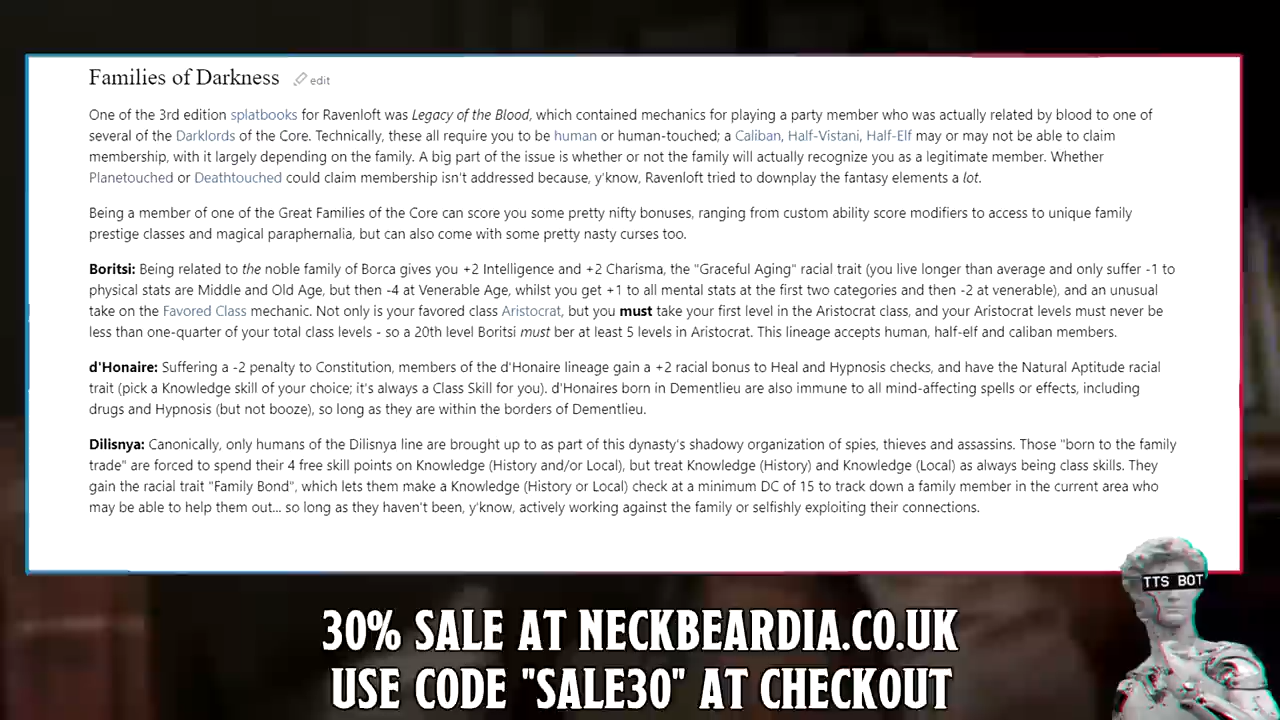 Families of Darkness edit
One of the 3rd edition splatbooks for Ravenloft was Legacy of the Blood, which contained mechanics for playing a party member who was actually related by blood to one of
several of the Darklords of the Core. Technically, these all require you to be human or human-touched; a Caliban, Half-Vistani, Half-Elf may or may not be able to claim
membership, with it largely depending on the family. A big part of the issue is whether or not the family will actually recognize you as a legitimate member. Whether
Planetouched or Deathtouched could claim membership isn't addressed because, y'know, Ravenloft tried to downplay the fantasy elements a lot.
Being a member of one of the Great Families of the Core can score you some pretty nifty bonuses, ranging from custom ability score modifiers to access to unique family
prestige classes and magical paraphernalia, but can also come with some pretty nasty curses too.
Boritsi: Being related to the noble family of Borca gives you +2 Intelligence and +2 Charisma, the "Graceful Aging" racial trait (you live longer than average and only suffer -1 to
physical stats are Middle and Old Age, but then -4 at Venerable Age, whilst you get +1 to all mental stats at the first two categories and then -2 at venerable), and an unusual
take on the Favored Class mechanic. Not only is your favored class Aristocrat, but you must take your first level in the Aristocrat class, and your Aristocrat levels must never be
less than one-quarter of your total class levels - so a 20th level Boritsi must ber at least 5 levels in Aristocrat. This lineage accepts human, half-elf and caliban members.
d'Honaire: Suffering a -2 penalty to Constitution, members of the d'Honaire lineage gain a +2 racial bonus to Heal and Hypnosis checks, and have the Natural Aptitude racial
trait (pick a Knowledge skill of your choice; it's always a Class Skill for you). d'Honaires born in Dementlieu are also immune to all mind-affecting spells or effects, including
drugs and Hypnosis (but not booze), so long as they are within the borders of Dementlieu.
Dilisnya: Canonically, only humans of the Dilisnya line are brought up to as part of this dynasty's shadowy organization of spies, thieves and assassins. Those "born to the family
trade" are forced to spend their 4 free skill points on Knowledge (History and/or Local), but treat Knowledge (History) and Knowledge (Local) as always being class skills. They
gain the racial trait "Family Bond", which lets them make a Knowledge (History or Local) check at a minimum DC of 15 to track down a family member in the current area who
may be able to help them out... so long as they haven't been, y'know, actively working against the family or selfishly exploiting their connections.
TTS BOT
30% SALE AT NECKBEARDIA.CO.UK
USE CODE "SALE30" AT CHECKOUT